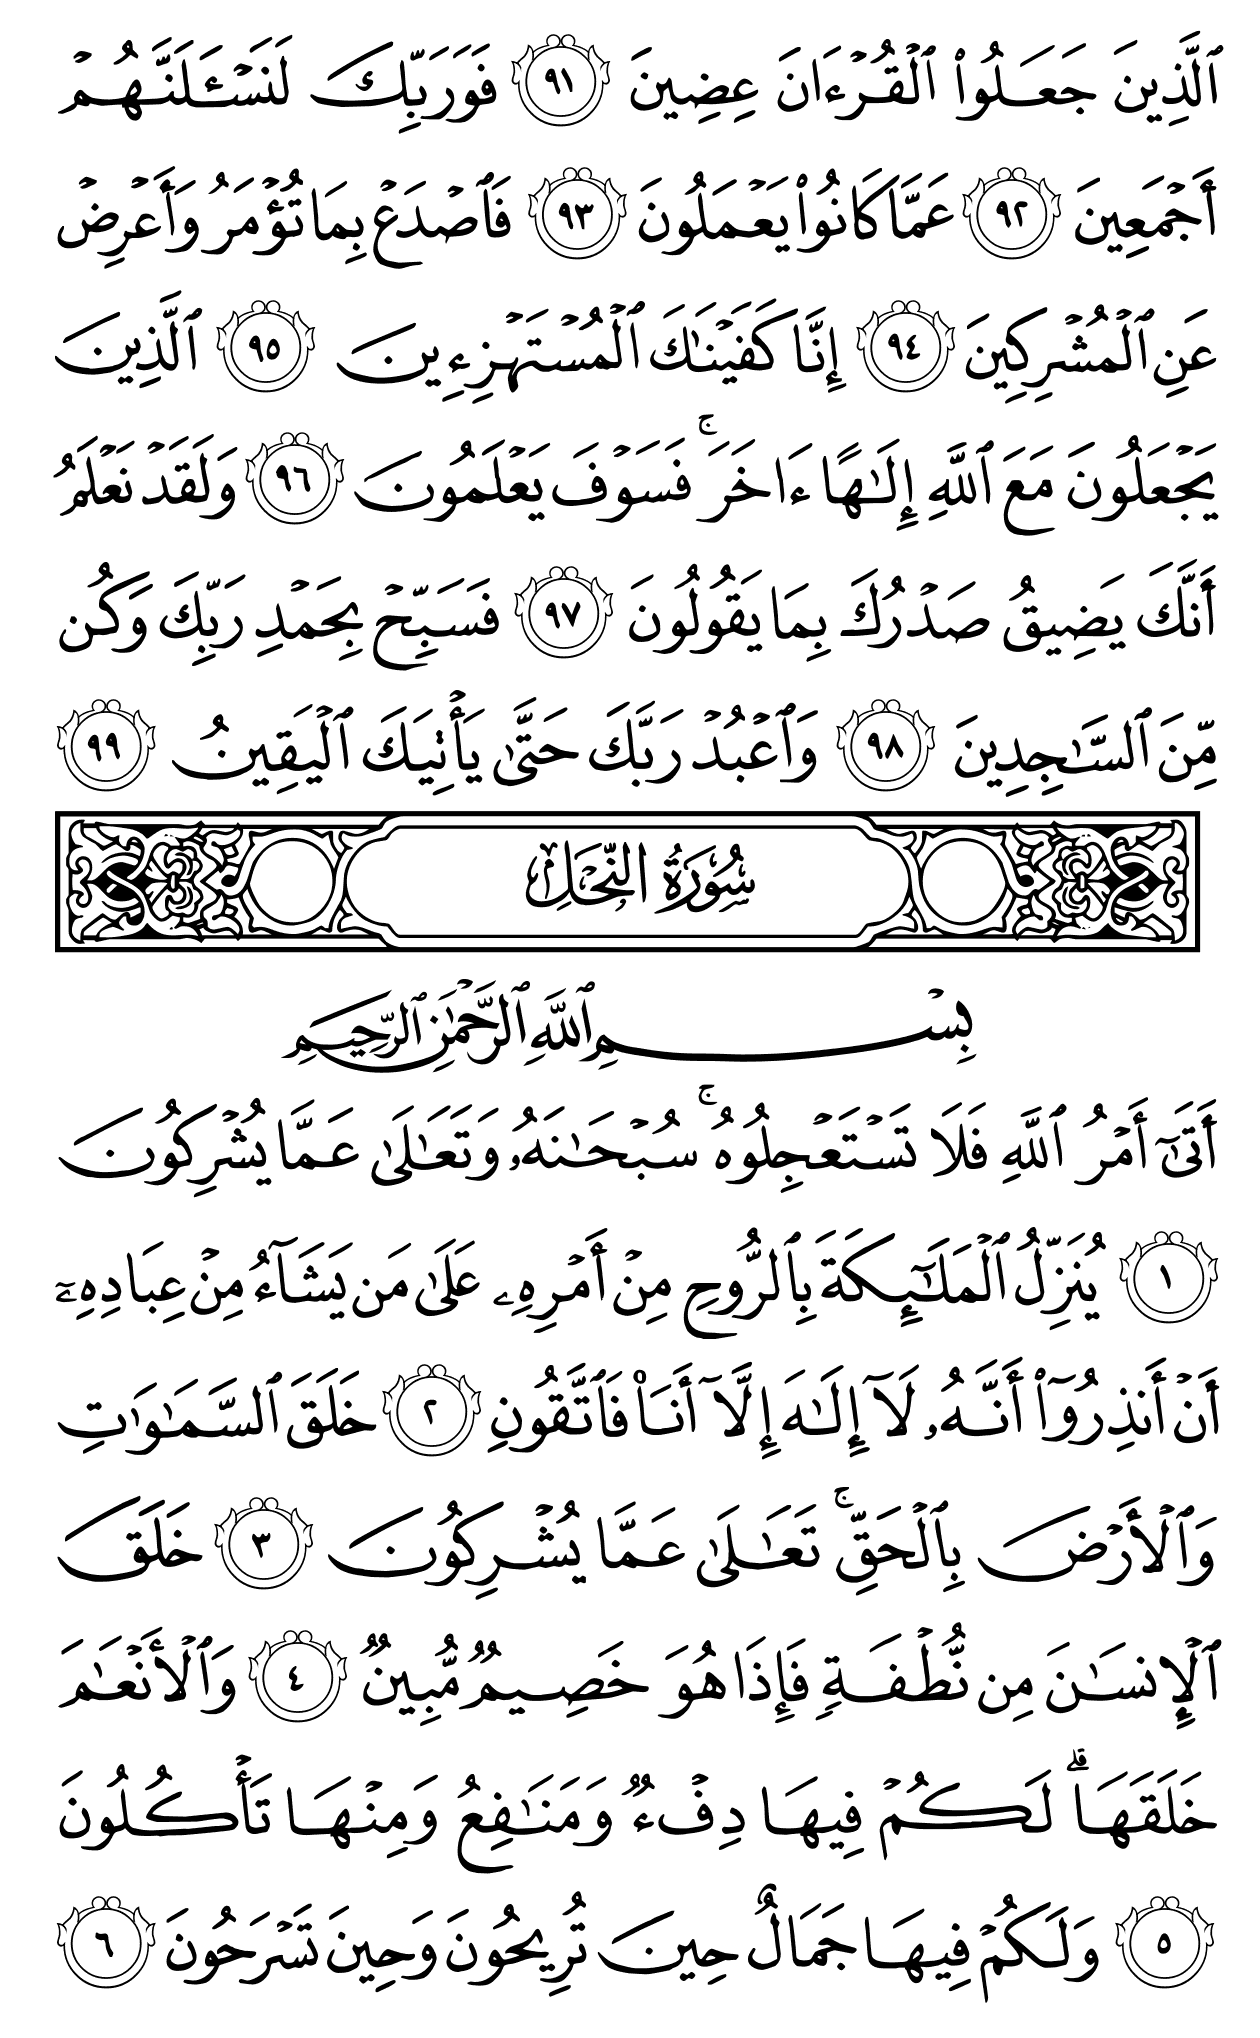 ٱلَّذِينَ جَعَلُوا۟ ٱلْقُرْءَانَ عِضِينَ ٩١ فَوَرَبِّكَ لَنَسْـَٔلَنَّهُمْ
أَجْمَعِينَ ٩٢ عَمَّا كَانُوا۟ يَعْمَلُونَ ٩٣ فَٱصْدَعْ بِمَا تُؤْمَرُ وَأَعْرِضْ
عَنِ ٱلْمُشْرِكِينَ ٩٤ إِنَّا كَفَيْنَـٰكَ ٱلْمُسْتَهْزِءِينَ ٩٥ ٱلَّذِينَ
يَجْعَلُونَ مَعَ ٱللَّهِ إِلَـٰهًا ءَاخَرَ ۚ فَسَوْفَ يَعْلَمُونَ ٩٦ وَلَقَدْ نَعْلَمُ
أَنَّكَ يَضِيقُ صَدْرُكَ بِمَا يَقُولُونَ ٩٧ فَسَبِّحْ بِحَمْدِ رَبِّكَ وَكُن
مِّنَ ٱلسَّـٰجِدِينَ ٩٨ وَٱعْبُدْ رَبَّكَ حَتَّىٰ يَأْتِيَكَ ٱلْيَقِينُ ٩٩
سُورَةُ النَّحْلِ
بِسْمِ ٱللَّهِ ٱلرَّحْمَـٰنِ ٱلرَّحِيمِ
أَتَىٰٓ أَمْرُ ٱللَّهِ فَلَا تَسْتَعْجِلُوهُ ۚ سُبْحَـٰنَهُۥ وَتَعَـٰلَىٰ عَمَّا يُشْرِكُونَ
١ يُنَزِّلُ ٱلْمَلَـٰٓئِكَةَ بِٱلرُّوحِ مِنْ أَمْرِهِۦ عَلَىٰ مَن يَشَآءُ مِنْ عِبَادِهِۦٓ
أَنْ أَنذِرُوٓا۟ أَنَّهُۥ لَآ إِلَـٰهَ إِلَّآ أَنَا۠ فَٱتَّقُونِ ٢ خَلَقَ ٱلسَّمَـٰوَٰتِ
وَٱلْأَرْضَ بِٱلْحَقِّ ۚ تَعَـٰلَىٰ عَمَّا يُشْرِكُونَ ٣ خَلَقَ
ٱلْإِنسَـٰنَ مِن نُّطْفَةٍ فَإِذَا هُوَ خَصِيمٌ مُّبِينٌ ٤ وَٱلْأَنْعَـٰمَ
خَلَقَهَا ۗ لَكُمْ فِيهَا دِفْءٌ وَمَنَـٰفِعُ وَمِنْهَا تَأْكُلُونَ
٥ وَلَكُمْ فِيهَا جَمَالٌ حِينَ تُرِيحُونَ وَحِينَ تَسْرَحُونَ ٦